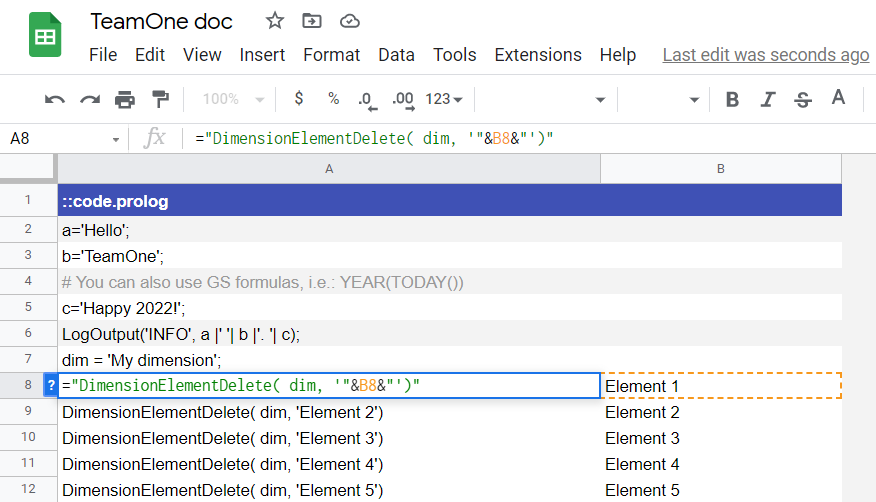 TeamOne doc
File Edit View Insert Format Data Tools Extensions Help Last edit was seconds ago
100% $ % .0 .00 123 B I S A
A8 fx ="DimensionElementDelete( dim, '"&B8&"')"
A B
1 ::code.prolog
2 a='Hello';
3 b='TeamOne';
4 # You can also use GS formulas, i.e.: YEAR(TODAY())
5 c='Happy 2022!';
6 LogOutput('INFO', a |' '| b |'. '| c);
7 dim = 'My dimension';
8 ? ="DimensionElementDelete( dim, '"&B8&"')" Element 1
9 DimensionElementDelete( dim, 'Element 2') Element 2
10 DimensionElementDelete( dim, 'Element 3') Element 3
11 DimensionElementDelete( dim, 'Element 4') Element 4
12 DimensionElementDelete( dim, 'Element 5') Element 5